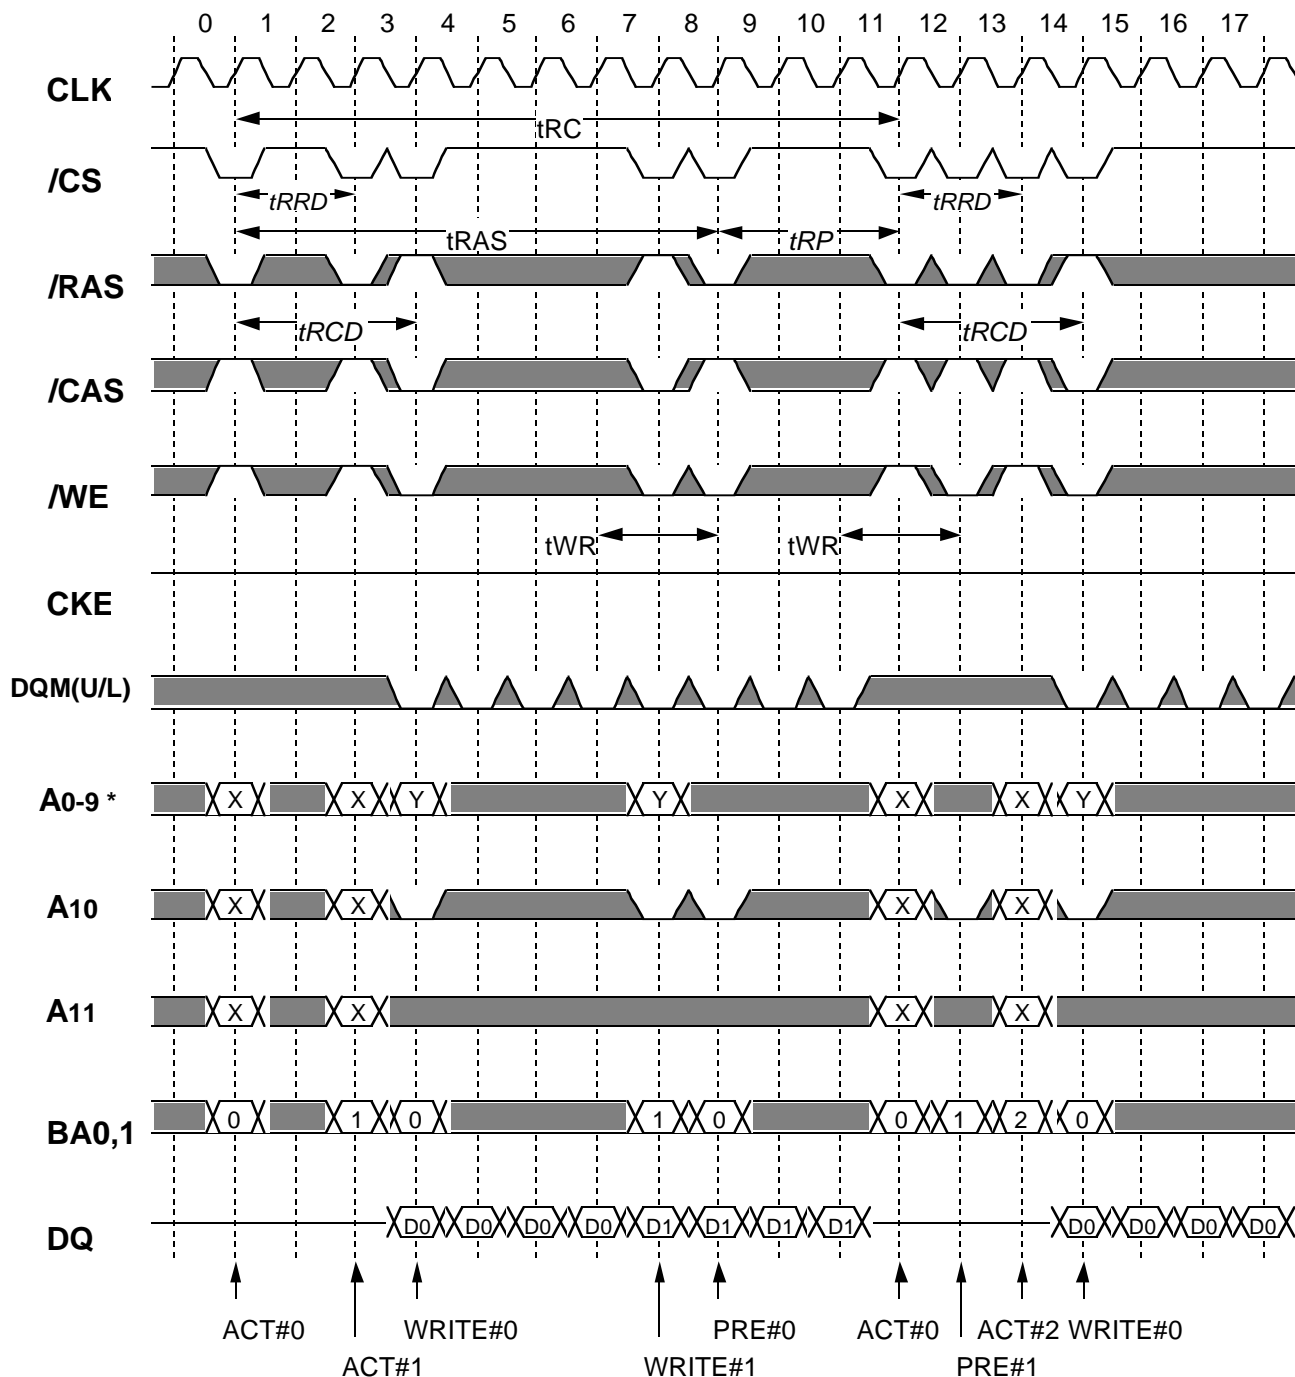 0 1 2 3 4 5 6 7 8 9 10 11 12 13 14 15 16 17
CLK
tRC
/CS
tRRD tRRD
tRAS tRP
/RAS
tRCD tRCD
/CAS
/WE
tWR tWR
CKE
DQM(U/L)
A0-9 * X X Y Y X X Y
A10 X X X X
A11 X X X X
BA0,1 0 1 0 1 0 0 1 2 0
DQ D0 D0 D0 D0 D1 D1 D1 D1 D0 D0 D0 D0
ACT#0 WRITE#0 PRE#0 ACT#0 ACT#2 WRITE#0
ACT#1 WRITE#1 PRE#1